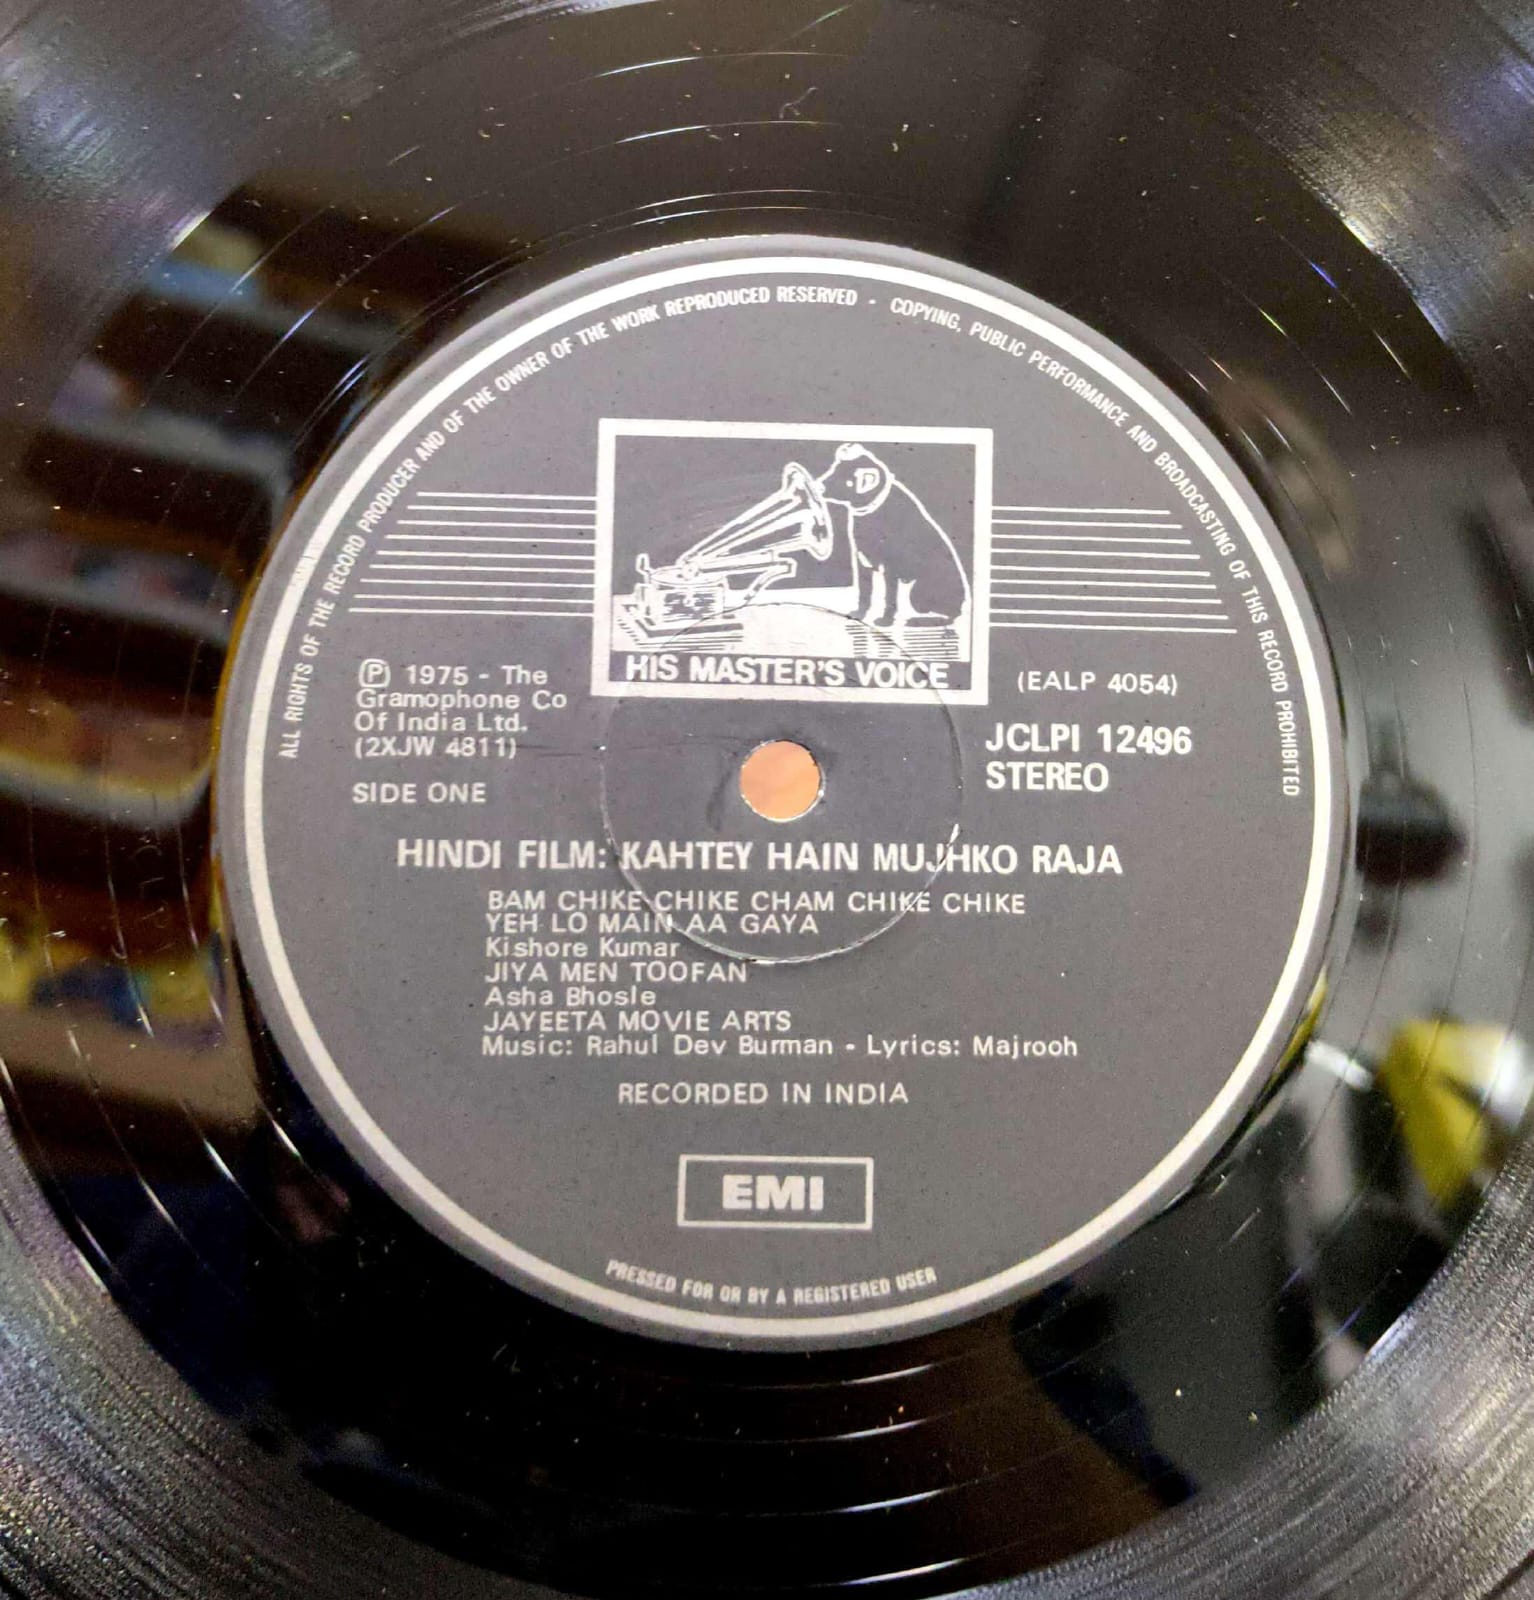 ALL RIGHTS OF THE RECORD PRODUCER AND OF THE OWNER OF THE WORK REPRODUCED RESERVED - COPYING, PUBLIC PERFORMANCE AND BROADCASTING OF THIS RECORD PROHIBITED
HIS MASTER'S VOICE
Ⓟ 1975 - The
Gramophone Co
Of India Ltd.
(2XJW 4811)
SIDE ONE
(EALP 4054)
JCLPI 12496
STEREO
HINDI FILM: KAHTEY HAIN MUJHKO RAJA
BAM CHIKE CHIKE CHAM CHIKE CHIKE
YEH LO MAIN AA GAYA
Kishore Kumar
JIYA MEN TOOFAN
Asha Bhosle
JAYEETA MOVIE ARTS
Music: Rahul Dev Burman - Lyrics: Majrooh
RECORDED IN INDIA
EMI
PRESSED FOR OR BY A REGISTERED USER